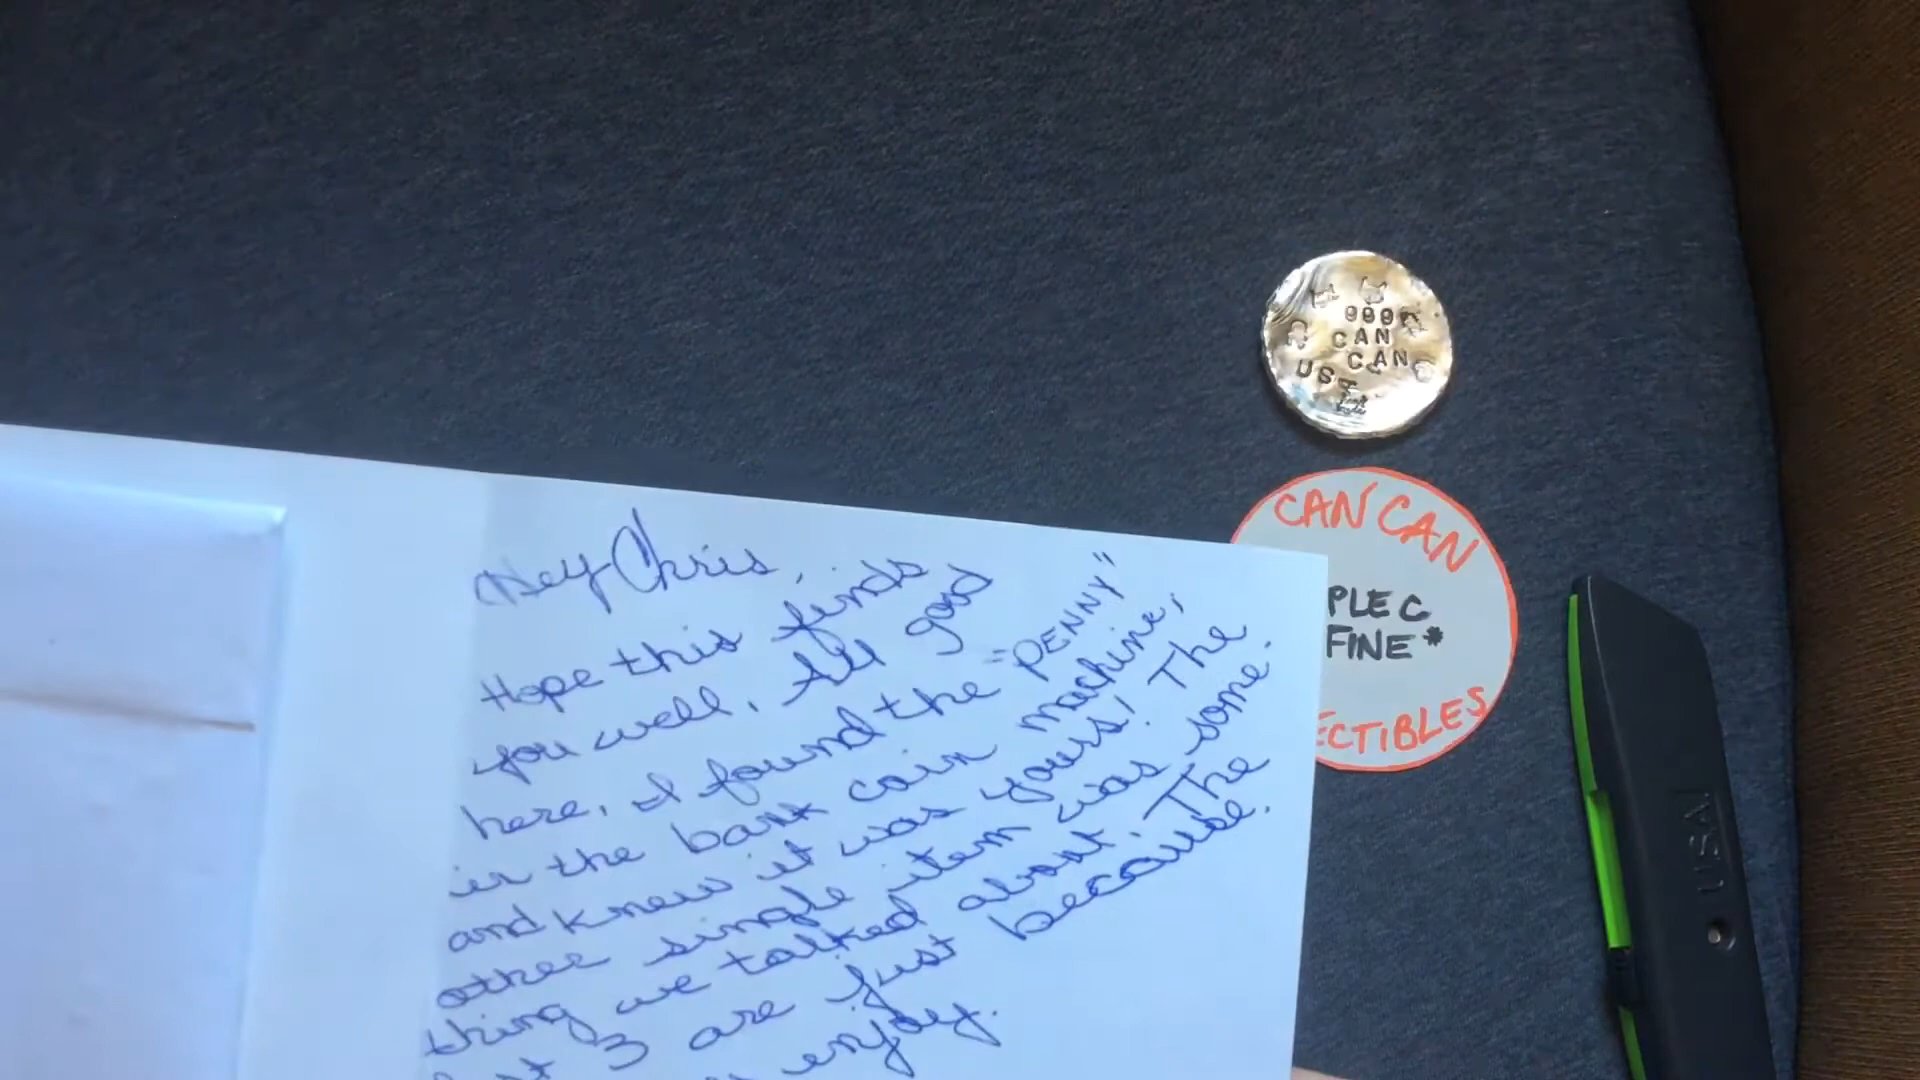 999
CAN
CAN
USA
CAN CAN
PLE C
FINE*
ECTIBLES
USA
Hey Chris,
Hope this finds
you well. All good
here. I found the "PENNY"
in the bank coin machine,
and knew it was yours! The
other single item was some-
thing we talked about. The
3 are just because.
enjoy.